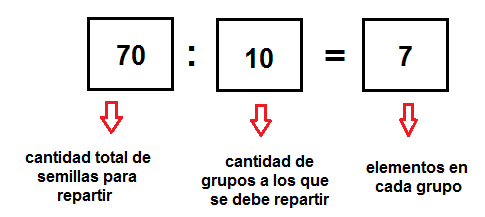 70 : 10 = 7
cantidad total de
semillas para
repartir
cantidad de
grupos a los que
se debe repartir
elementos en
cada grupo